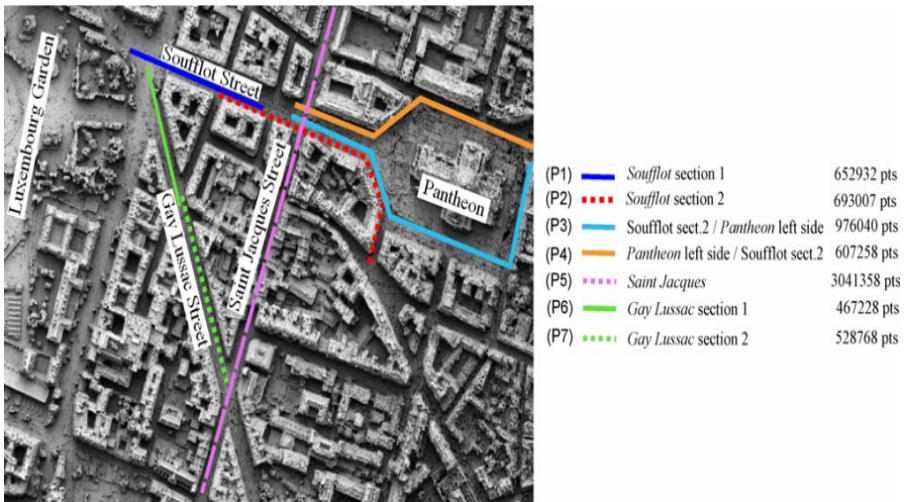 Luxembourg Garden
Soufflot Street
Gay Lussac Street
Saint Jacques Street
Pantheon
(P1) Soufflot section 1 652932 pts
(P2) Soufflot section 2 693007 pts
(P3) Soufflot sect.2 / Pantheon left side 976040 pts
(P4) Pantheon left side / Soufflot sect.2 607258 pts
(P5) Saint Jacques 3041358 pts
(P6) Gay Lussac section 1 467228 pts
(P7) Gay Lussac section 2 528768 pts